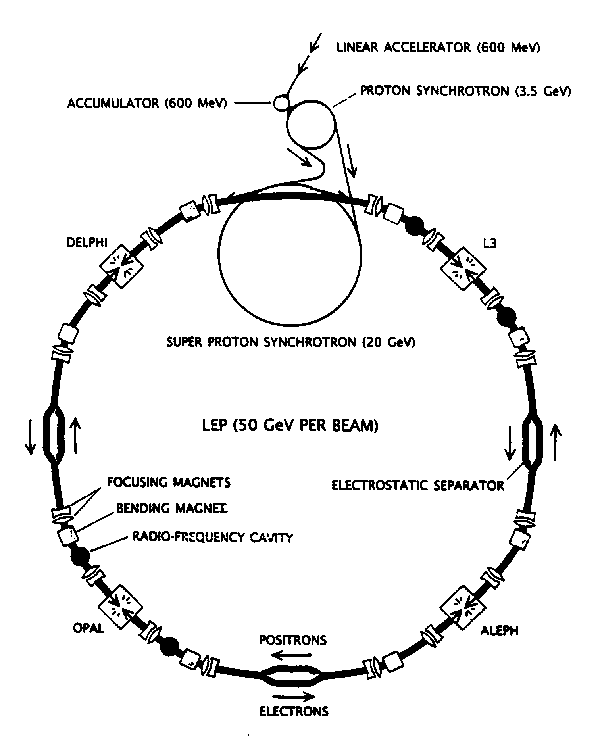 LINEAR ACCELERATOR (600 MeV)
PROTON SYNCHROTRON (3.5 GeV)
ACCUMULATOR (600 MeV)
DELPHI
L3
SUPER PROTON SYNCHROTRON (20 GeV)
LEP (50 GeV PER BEAM)
FOCUSING MAGNETS
ELECTROSTATIC SEPARATOR
BENDING MAGNET
RADIO-FREQUENCY CAVITY
OPAL
ALEPH
POSITRONS
ELECTRONS